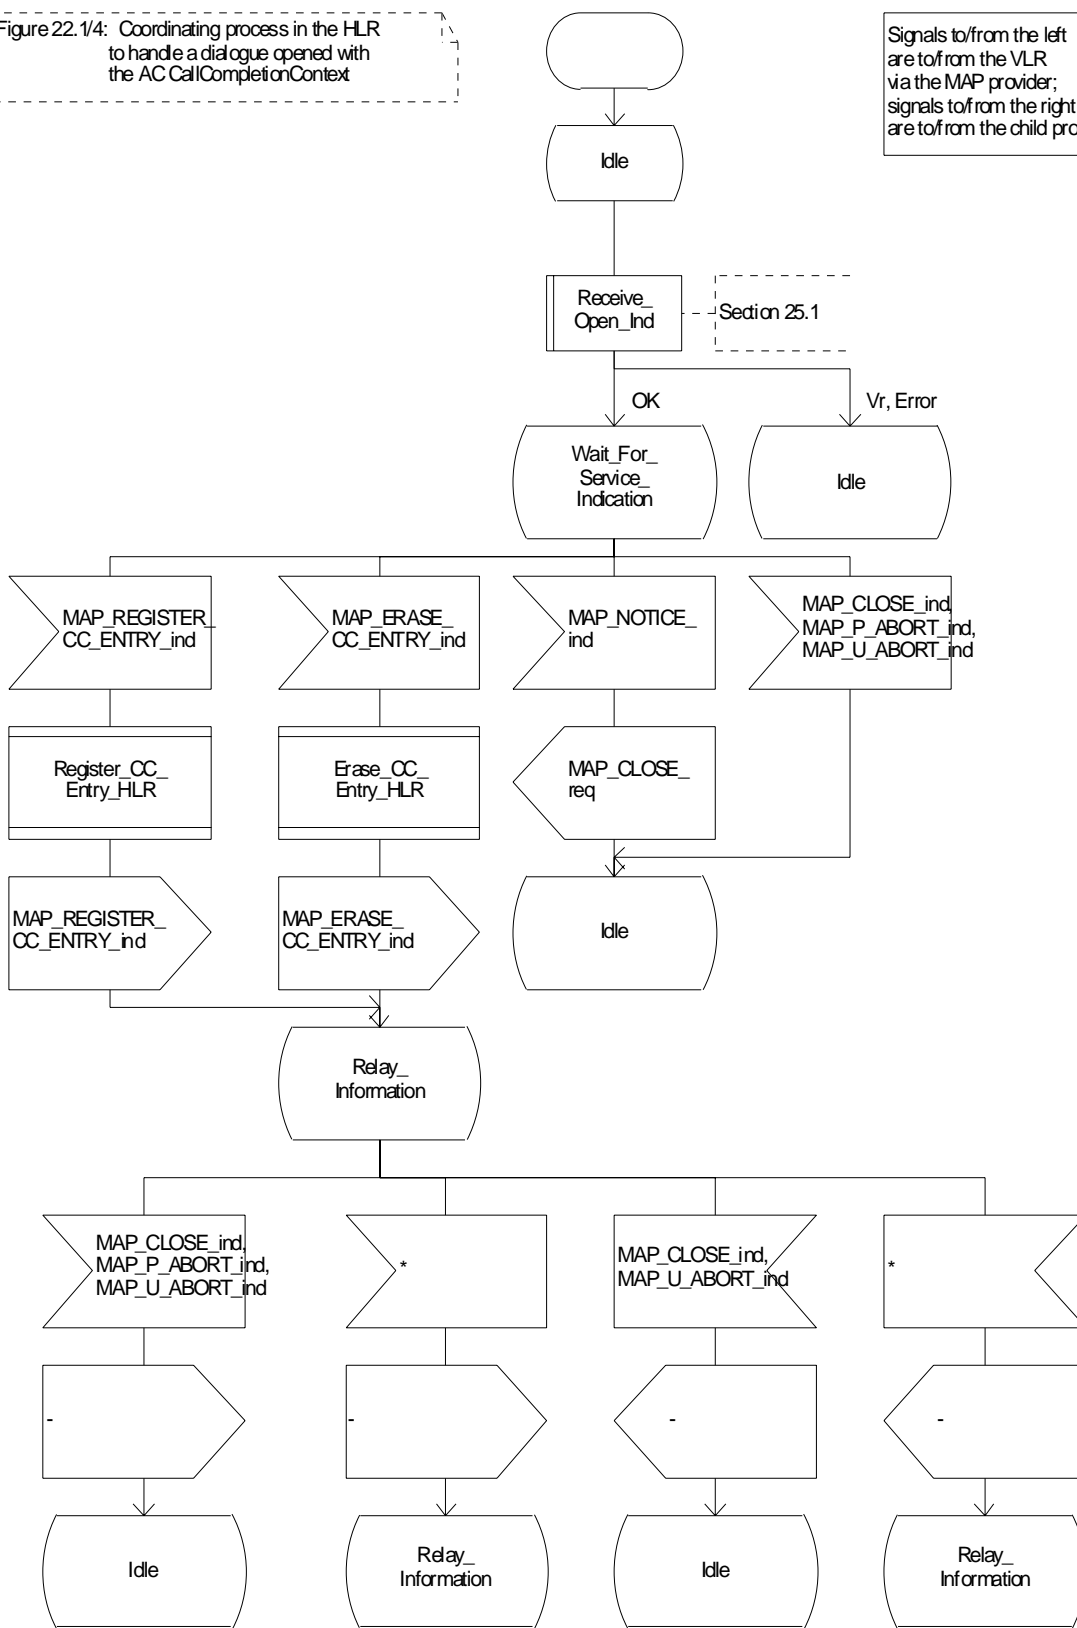 Figure 22.1/4: Coordinating process in the HLR
to handle a dialogue opened with
the AC CallCompletionContext
Signals to/from the left
are to/from the VLR
via the MAP provider;
signals to/from the right
are to/from the child
Idle
Receive_
Open_Ind
Section 25.1
OK
Vr, Error
Wait_For_
Service_
Indication
Idle
MAP_REGISTER_
CC_ENTRY_ind
MAP_ERASE_
CC_ENTRY_ind
MAP_NOTICE_
ind
MAP_CLOSE_ind,
MAP_P_ABORT_ind,
MAP_U_ABORT_ind
Register_CC_
Entry_HLR
Erase_CC_
Entry_HLR
MAP_CLOSE_
req
MAP_REGISTER_
CC_ENTRY_ind
MAP_ERASE_
CC_ENTRY_ind
Idle
Relay_
Information
MAP_CLOSE_ind,
MAP_P_ABORT_ind,
MAP_U_ABORT_ind
*
MAP_CLOSE_ind,
MAP_U_ABORT_ind
*
-
-
-
-
Idle
Relay_
Information
Idle
Relay_
Information